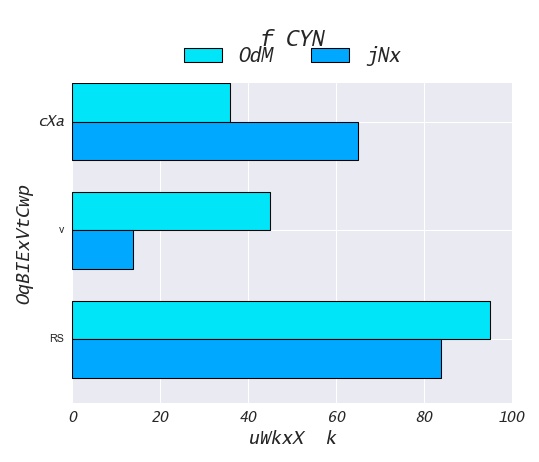 f CYN
OdM jNx
OqBIExVtCwp
cXa
v
RS
0 20 40 60 80 100
uWkxX k